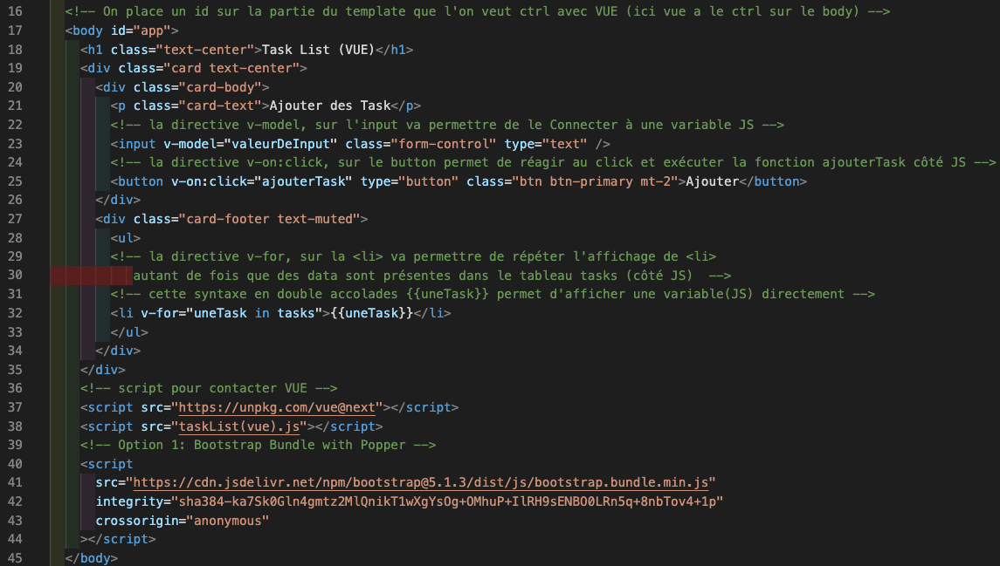 16 <!-- On place un id sur la partie du template que l'on veut ctrl avec VUE (ici vue a le ctrl sur le body) -->
17 <body id="app">
18 <h1 class="text-center">Task List (VUE)</h1>
19 <div class="card text-center">
20 <div class="card-body">
21 <p class="card-text">Ajouter des Task</p>
22 <!-- la directive v-model, sur l'input va permettre de le Connecter à une variable JS -->
23 <input v-model="valeurDeInput" class="form-control" type="text" />
24 <!-- la directive v-on:click, sur le button permet de réagir au click et exécuter la fonction ajouterTask côté JS -->
25 <button v-on:click="ajouterTask" type="button" class="btn btn-primary mt-2">Ajouter</button>
26 </div>
27 <div class="card-footer text-muted">
28 <ul>
29 <!-- la directive v-for, sur la <li> va permettre de répéter l'affichage de <li>
30 autant de fois que des data sont présentes dans le tableau tasks (côté JS)  -->
31 <!-- cette syntaxe en double accolades {{uneTask}} permet d'afficher une variable(JS) directement -->
32 <li v-for="uneTask in tasks">{{uneTask}}</li>
33 </ul>
34 </div>
35 </div>
36 <!-- script pour contacter VUE -->
37 <script src="https://unpkg.com/vue@next"></script>
38 <script src="taskList(vue).js"></script>
39 <!-- Option 1: Bootstrap Bundle with Popper -->
40 <script
41 src="https://cdn.jsdelivr.net/npm/bootstrap@5.1.3/dist/js/bootstrap.bundle.min.js"
42 integrity="sha384-ka7Sk0Gln4gmtz2MlQnikT1wXgYsOg+OMhuP+IlRH9sENBO0LRn5q+8nbTov4+1p"
43 crossorigin="anonymous"
44 ></script>
45 </body>